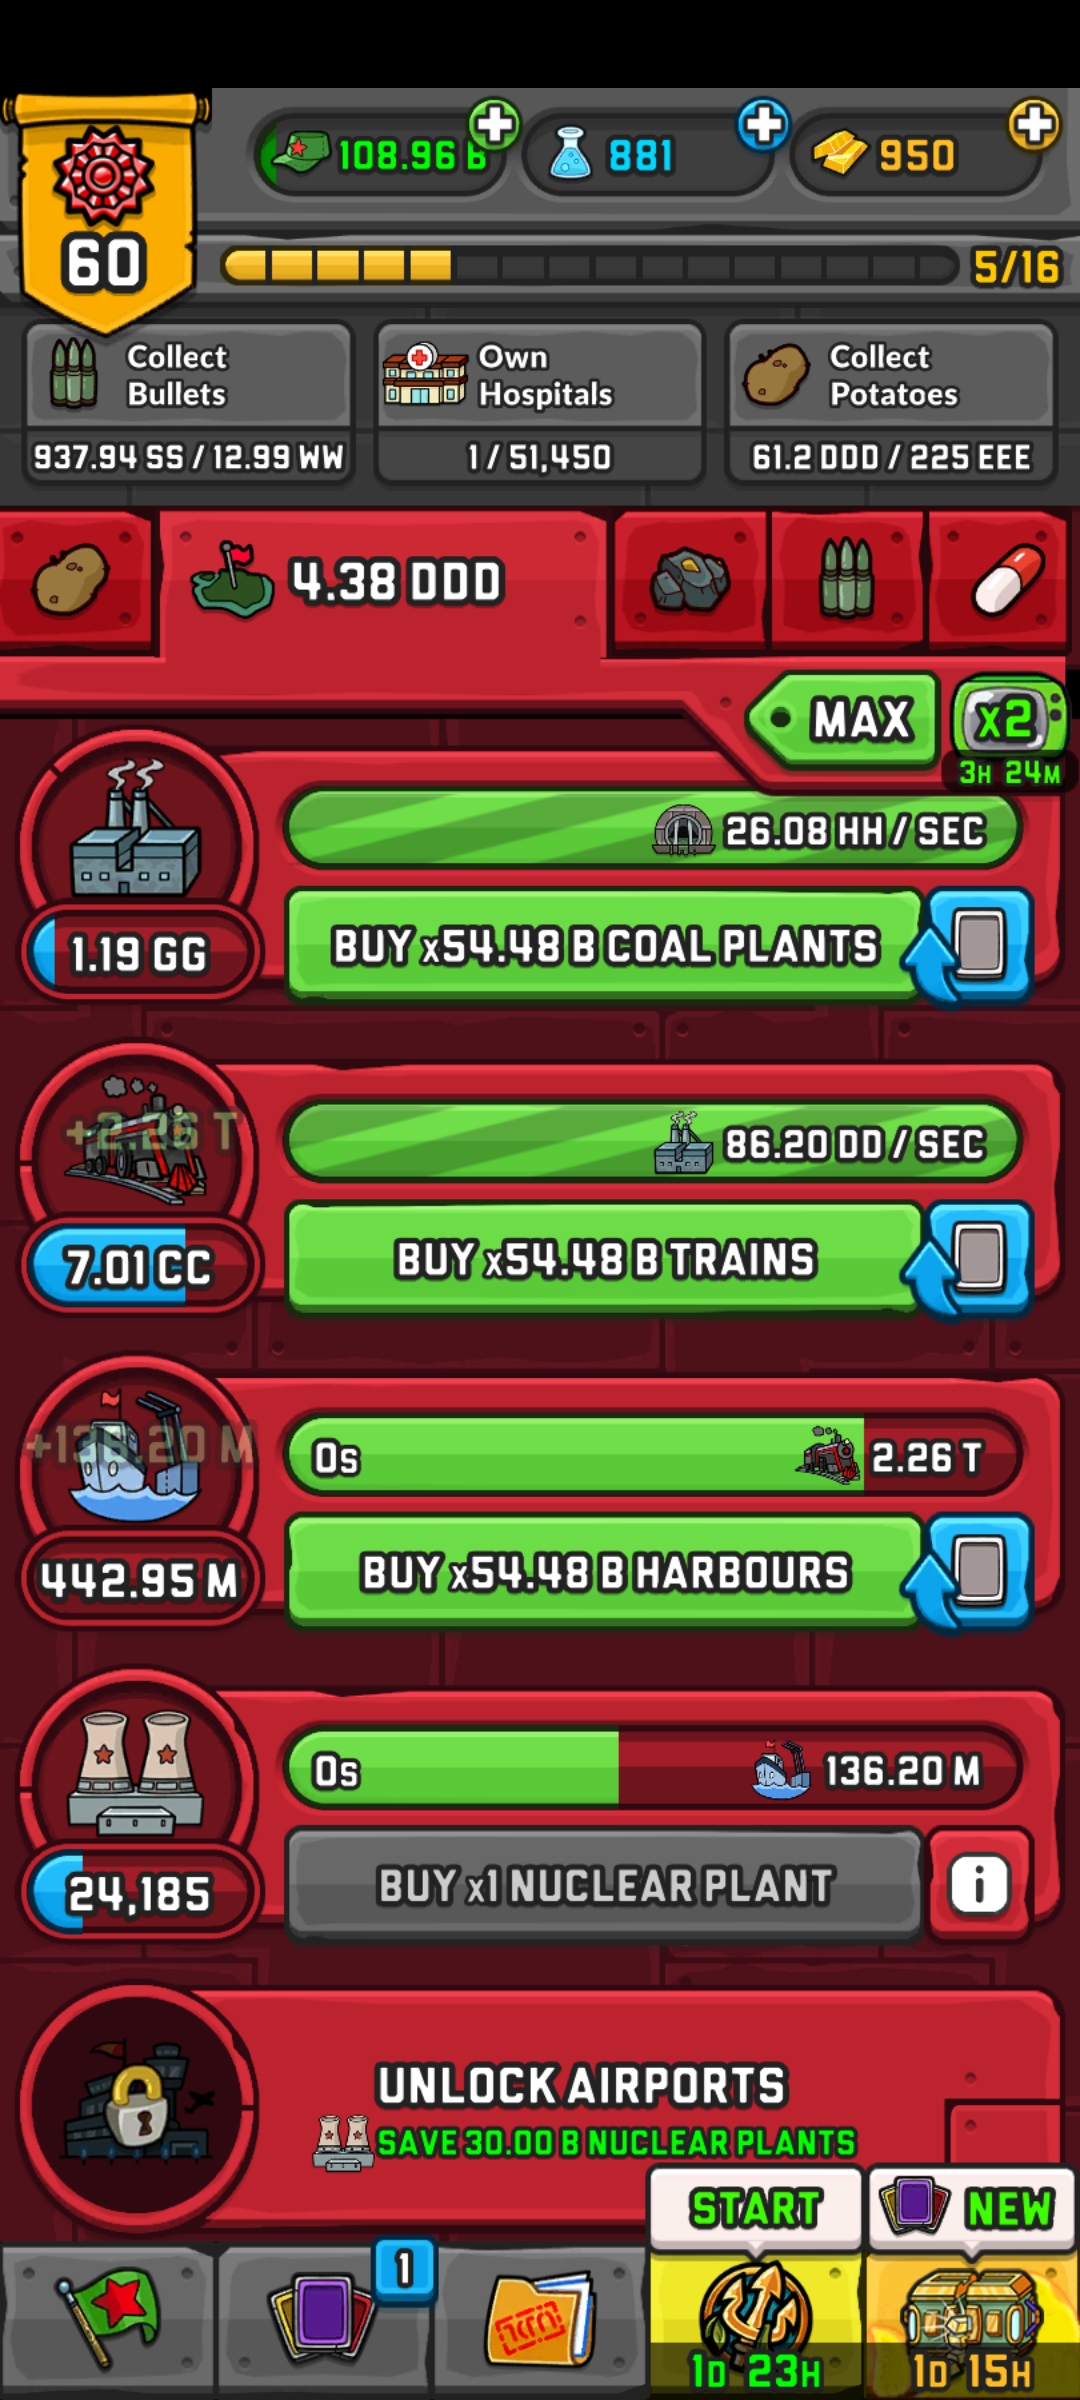 108.96 B
881
950
60
5/16
Collect
Bullets
937.94 SS / 12.99 WW
Own
Hospitals
1 / 51,450
Collect
Potatoes
61.2 DDD / 225 EEE
4.38 DDD
MAX
x2
3H 24M
26.08 HH / SEC
1.19 GG
BUY x54.48 B COAL PLANTS
+2.26 T
86.20 DD / SEC
7.01 CC
BUY x54.48 B TRAINS
+136.20 M
0s
2.26 T
442.95 M
BUY x54.48 B HARBOURS
0s
136.20 M
24,185
BUY x1 NUCLEAR PLANT
i
UNLOCK AIRPORTS
SAVE 30.00 B NUCLEAR PLANTS
START
NEW
1
1D 23H
1D 15H